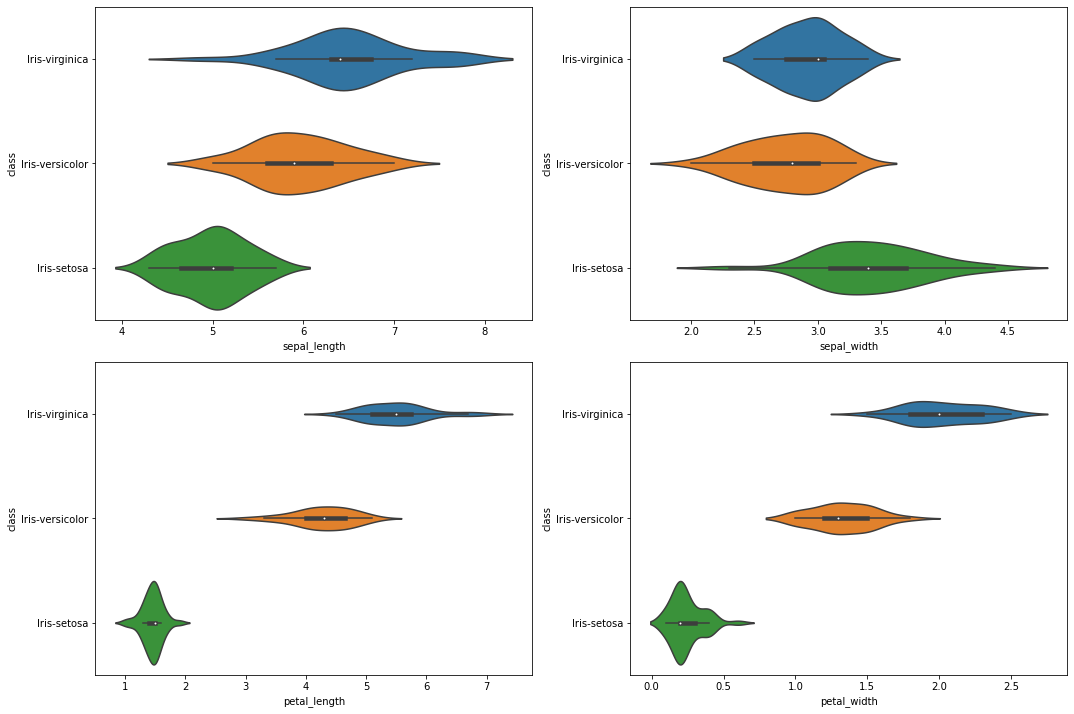 Iris-virginica
Iris-versicolor
Iris-setosa
class
4 5 6 7 8
sepal_length
Iris-virginica
Iris-versicolor
Iris-setosa
class
2.0 2.5 3.0 3.5 4.0 4.5
sepal_width
Iris-virginica
Iris-versicolor
Iris-setosa
class
1 2 3 4 5 6 7
petal_length
Iris-virginica
Iris-versicolor
Iris-setosa
class
0.0 0.5 1.0 1.5 2.0 2.5
petal_width